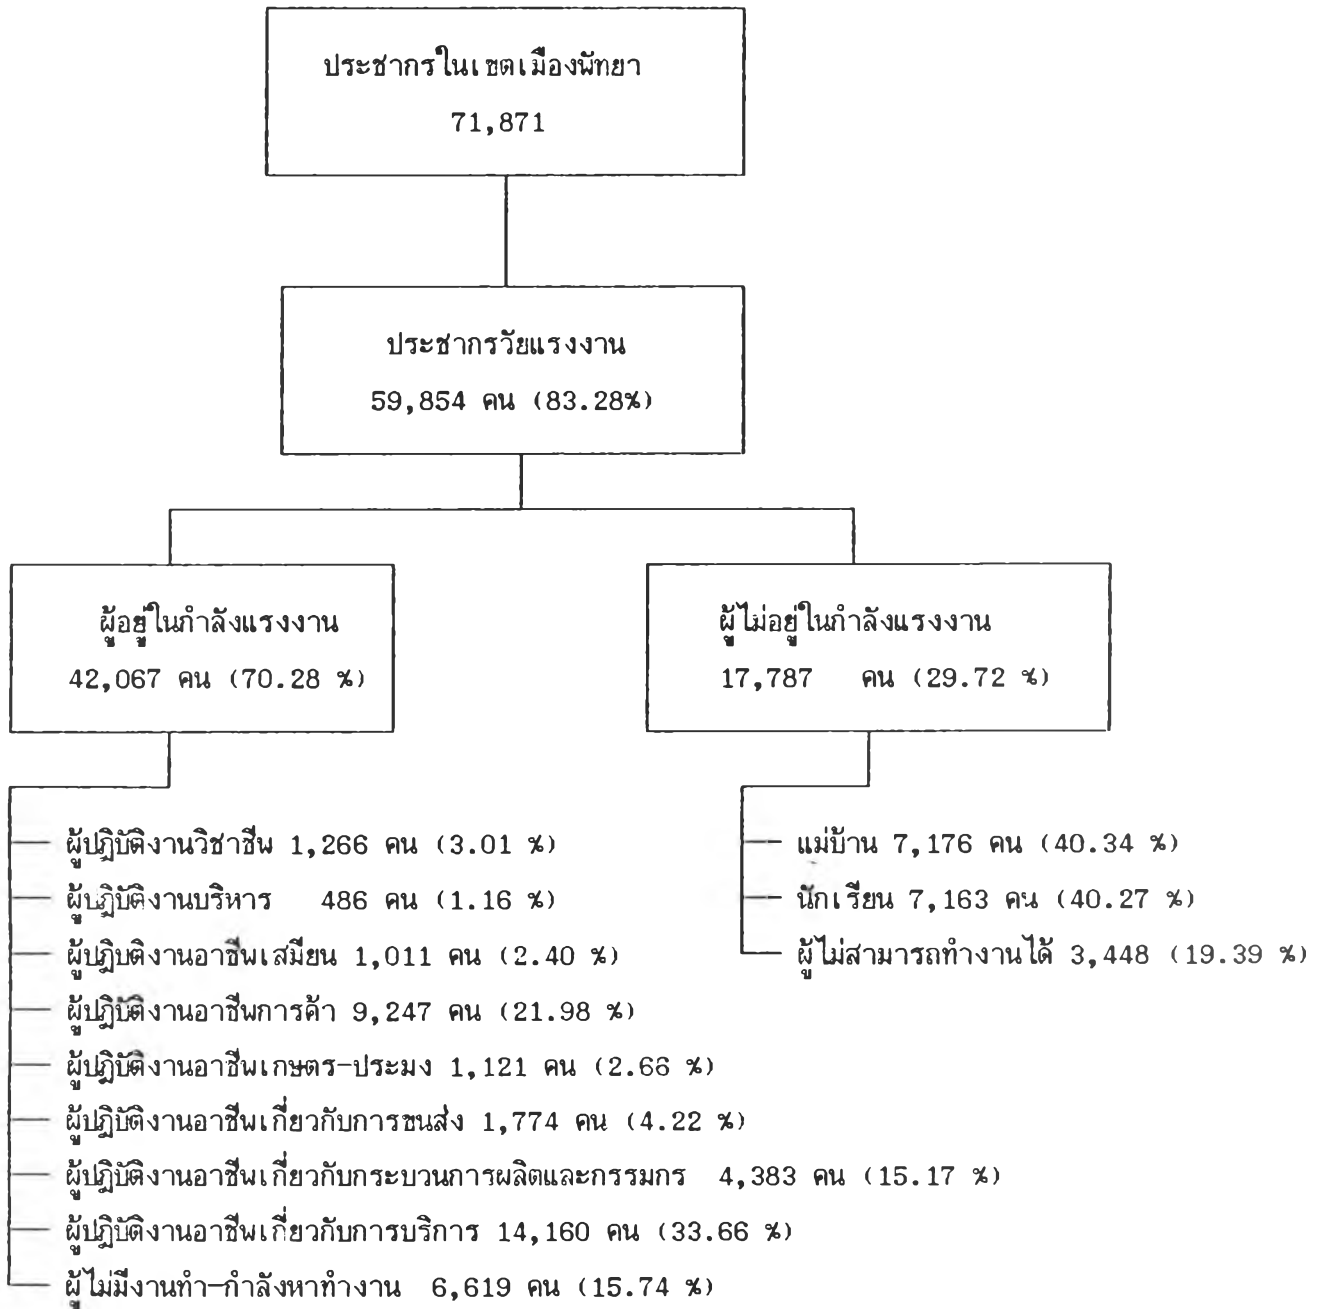 ประชากรในเขตเมืองพัทยา
71,871
ประชากรวัยแรงงาน
59,854 คน (83.28%)
ผู้อยู่ในกำลังแรงงาน
42,067 คน (70.28 %)
ผู้ไม่อยู่ในกำลังแรงงาน
17,787 คน (29.72 %)
ผู้ปฏิบัติงานวิชาชีพ 1,266 คน (3.01 %)
ผู้ปฏิบัติงานบริหาร 486 คน (1.16 %)
ผู้ปฏิบัติงานอาชีพเสมียน 1,011 คน (2.40 %)
ผู้ปฏิบัติงานอาชีพการค้า 9,247 คน (21.98 %)
ผู้ปฏิบัติงานอาชีพเกษตร-ประมง 1,121 คน (2.66 %)
ผู้ปฏิบัติงานอาชีพเกี่ยวกับการขนส่ง 1,774 คน (4.22 %)
ผู้ปฏิบัติงานอาชีพเกี่ยวกับกระบวนการผลิตและกรรมกร 4,383 คน (15.17 %)
ผู้ปฏิบัติงานอาชีพเกี่ยวกับการบริการ 14,160 คน (33.66 %)
ผู้ไม่มีงานทำ-กำลังหาทำงาน 6,619 คน (15.74 %)
แม่บ้าน 7,176 คน (40.34 %)
นักเรียน 7,163 คน (40.27 %)
ผู้ไม่สามารถทำงานได้ 3,448 (19.39 %)